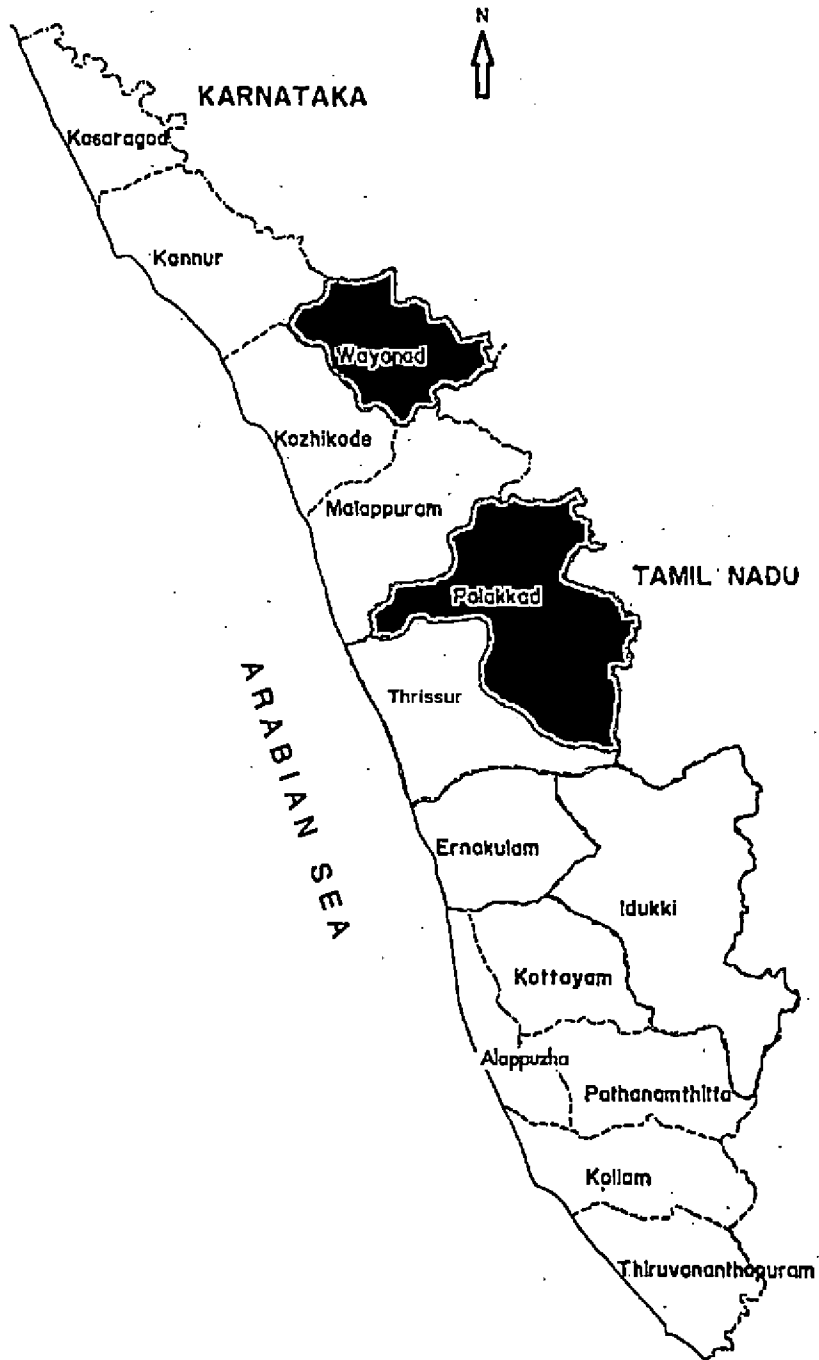 N
KARNATAKA
Kasaragod
Kannur
Wayanad
Kozhikode
Malappuram
TAMIL NADU
Palakkad
Thrissur
ARABIAN SEA
Ernakulam
Idukki
Kottayam
Alappuzha
Pathanamthitta
Kollam
Thiruvananthapuram